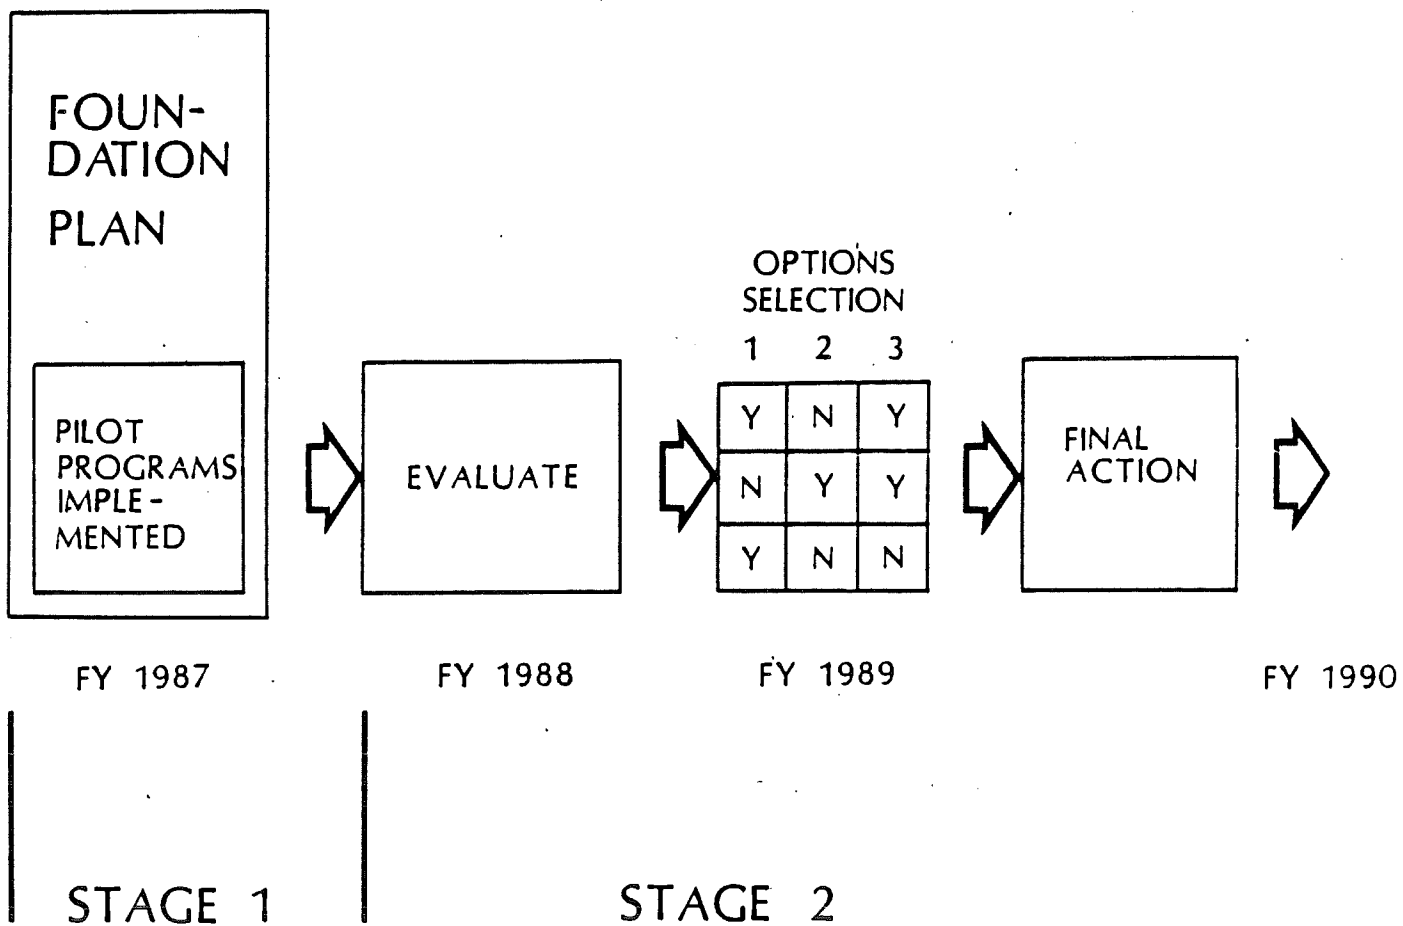 FOUN-
DATION
PLAN
PILOT
PROGRAMS
IMPLE-
MENTED
EVALUATE
OPTIONS
SELECTION
1 2 3
Y N Y
N Y Y
Y N N
FINAL
ACTION
FY 1987
FY 1988
FY 1989
FY 1990
STAGE 1
STAGE 2